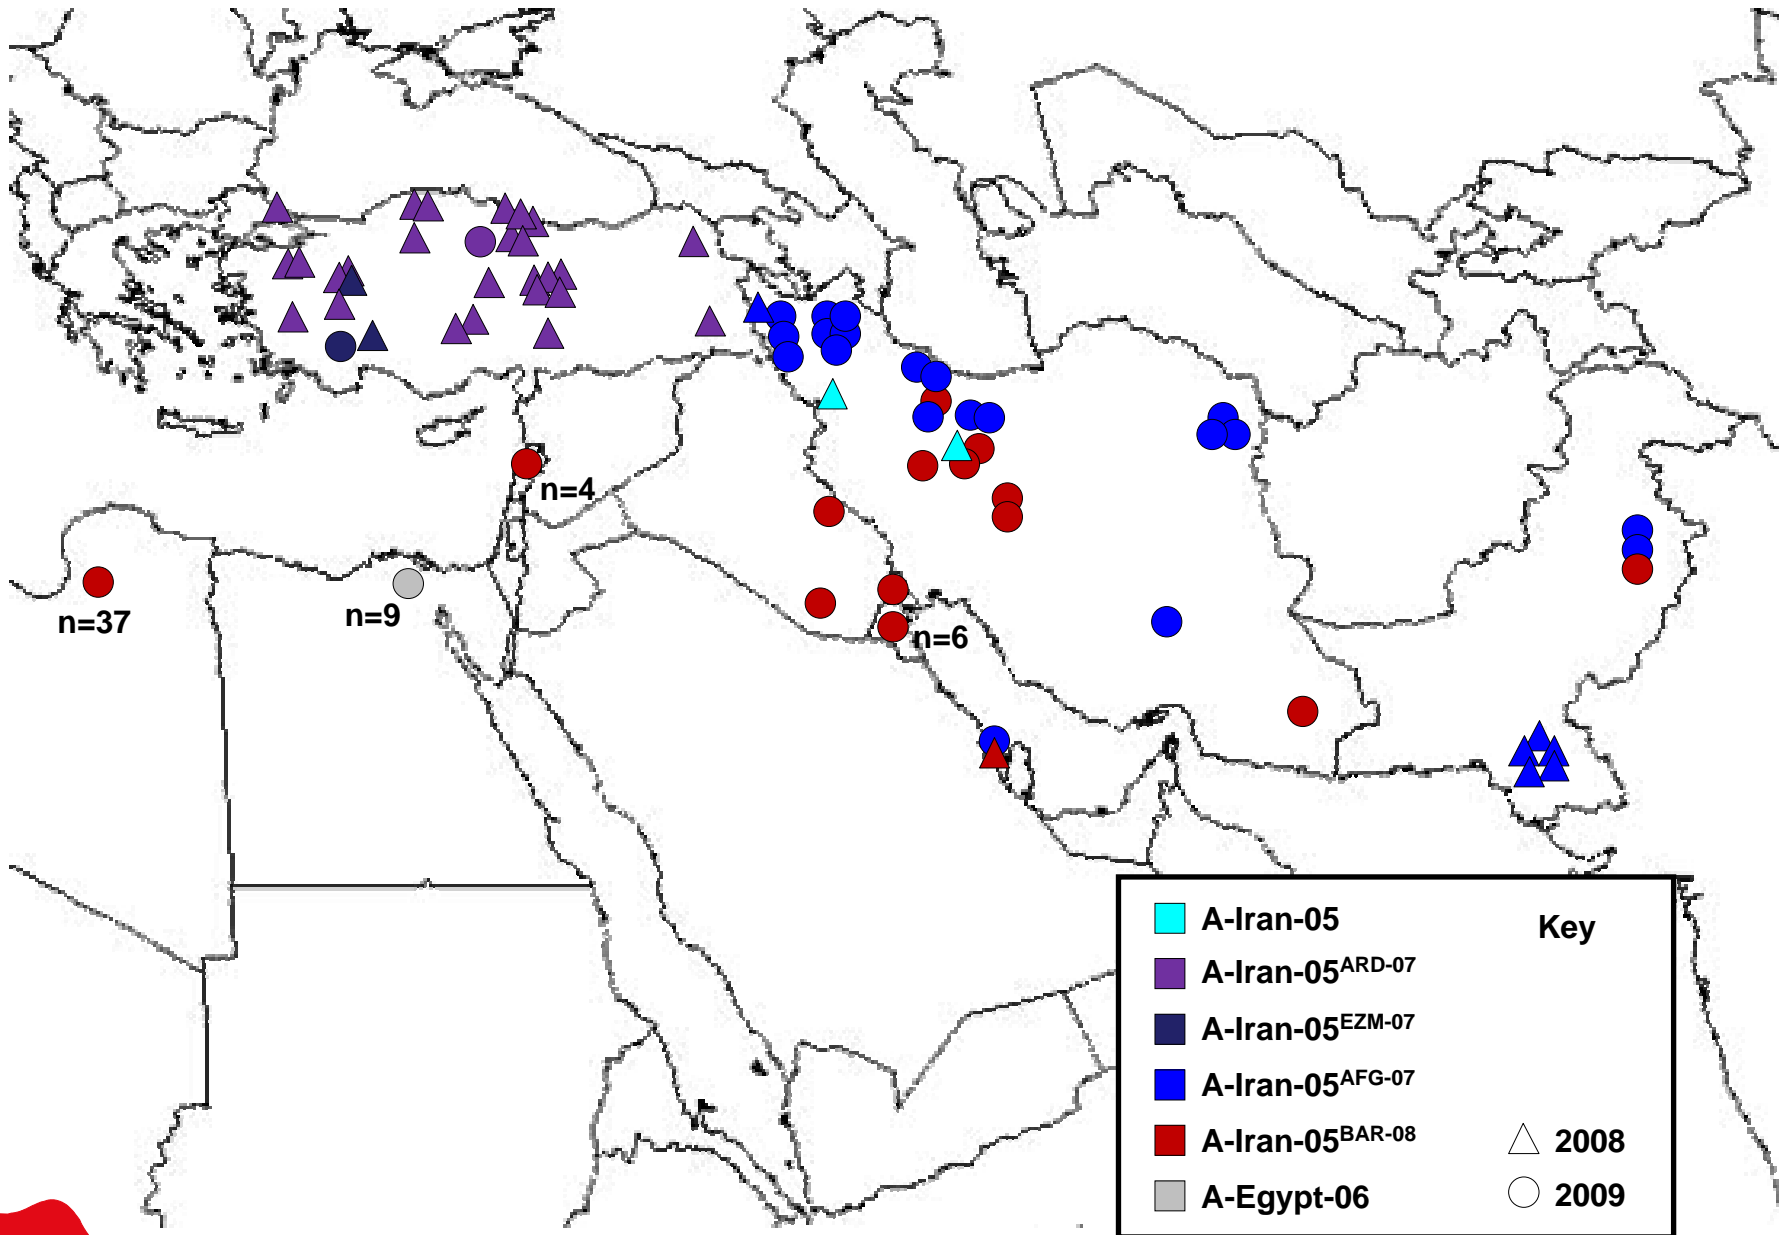 n=4
n=37
n=9
n=6
Key
A-Iran-05
A-Iran-05ARD-07
A-Iran-05EZM-07
A-Iran-05AFG-07
A-Iran-05BAR-08
2008
A-Egypt-06
2009